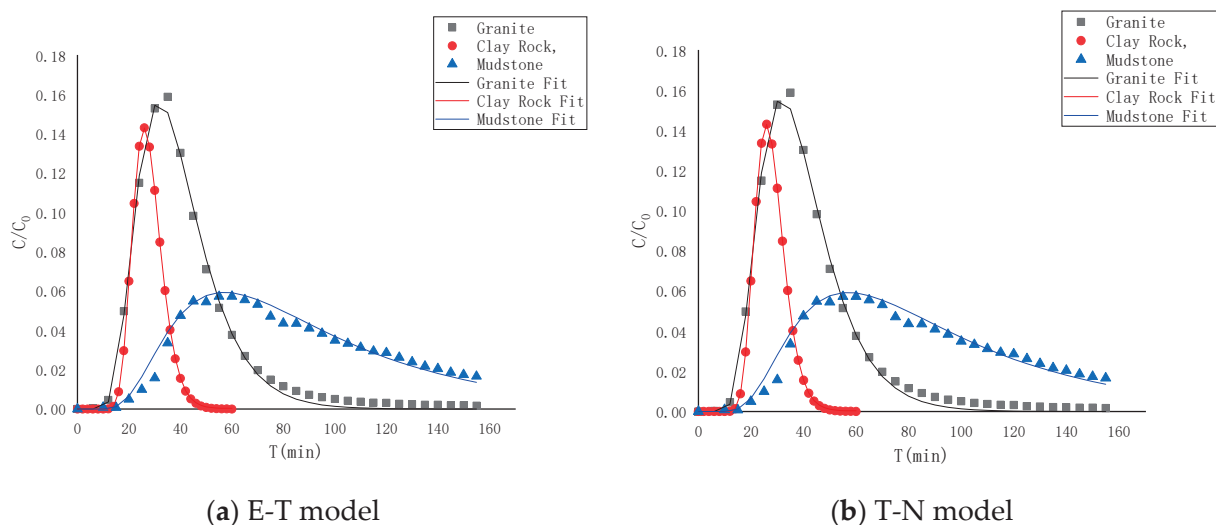 Granite
Clay Rock,
Mudstone
Granite Fit
Clay Rock Fit
Mudstone Fit
0.18
0.16
0.14
0.12
0.10
0.08
0.06
0.04
0.02
0.00
C/C0
0 20 40 60 80 100 120 140 160
T(min)
(a) E-T model
Granite
Clay Rock,
Mudstone
Granite Fit
Clay Rock Fit
Mudstone Fit
0.18
0.16
0.14
0.12
0.10
0.08
0.06
0.04
0.02
0.00
C/C0
0 20 40 60 80 100 120 140 160
T(min)
(b) T-N model